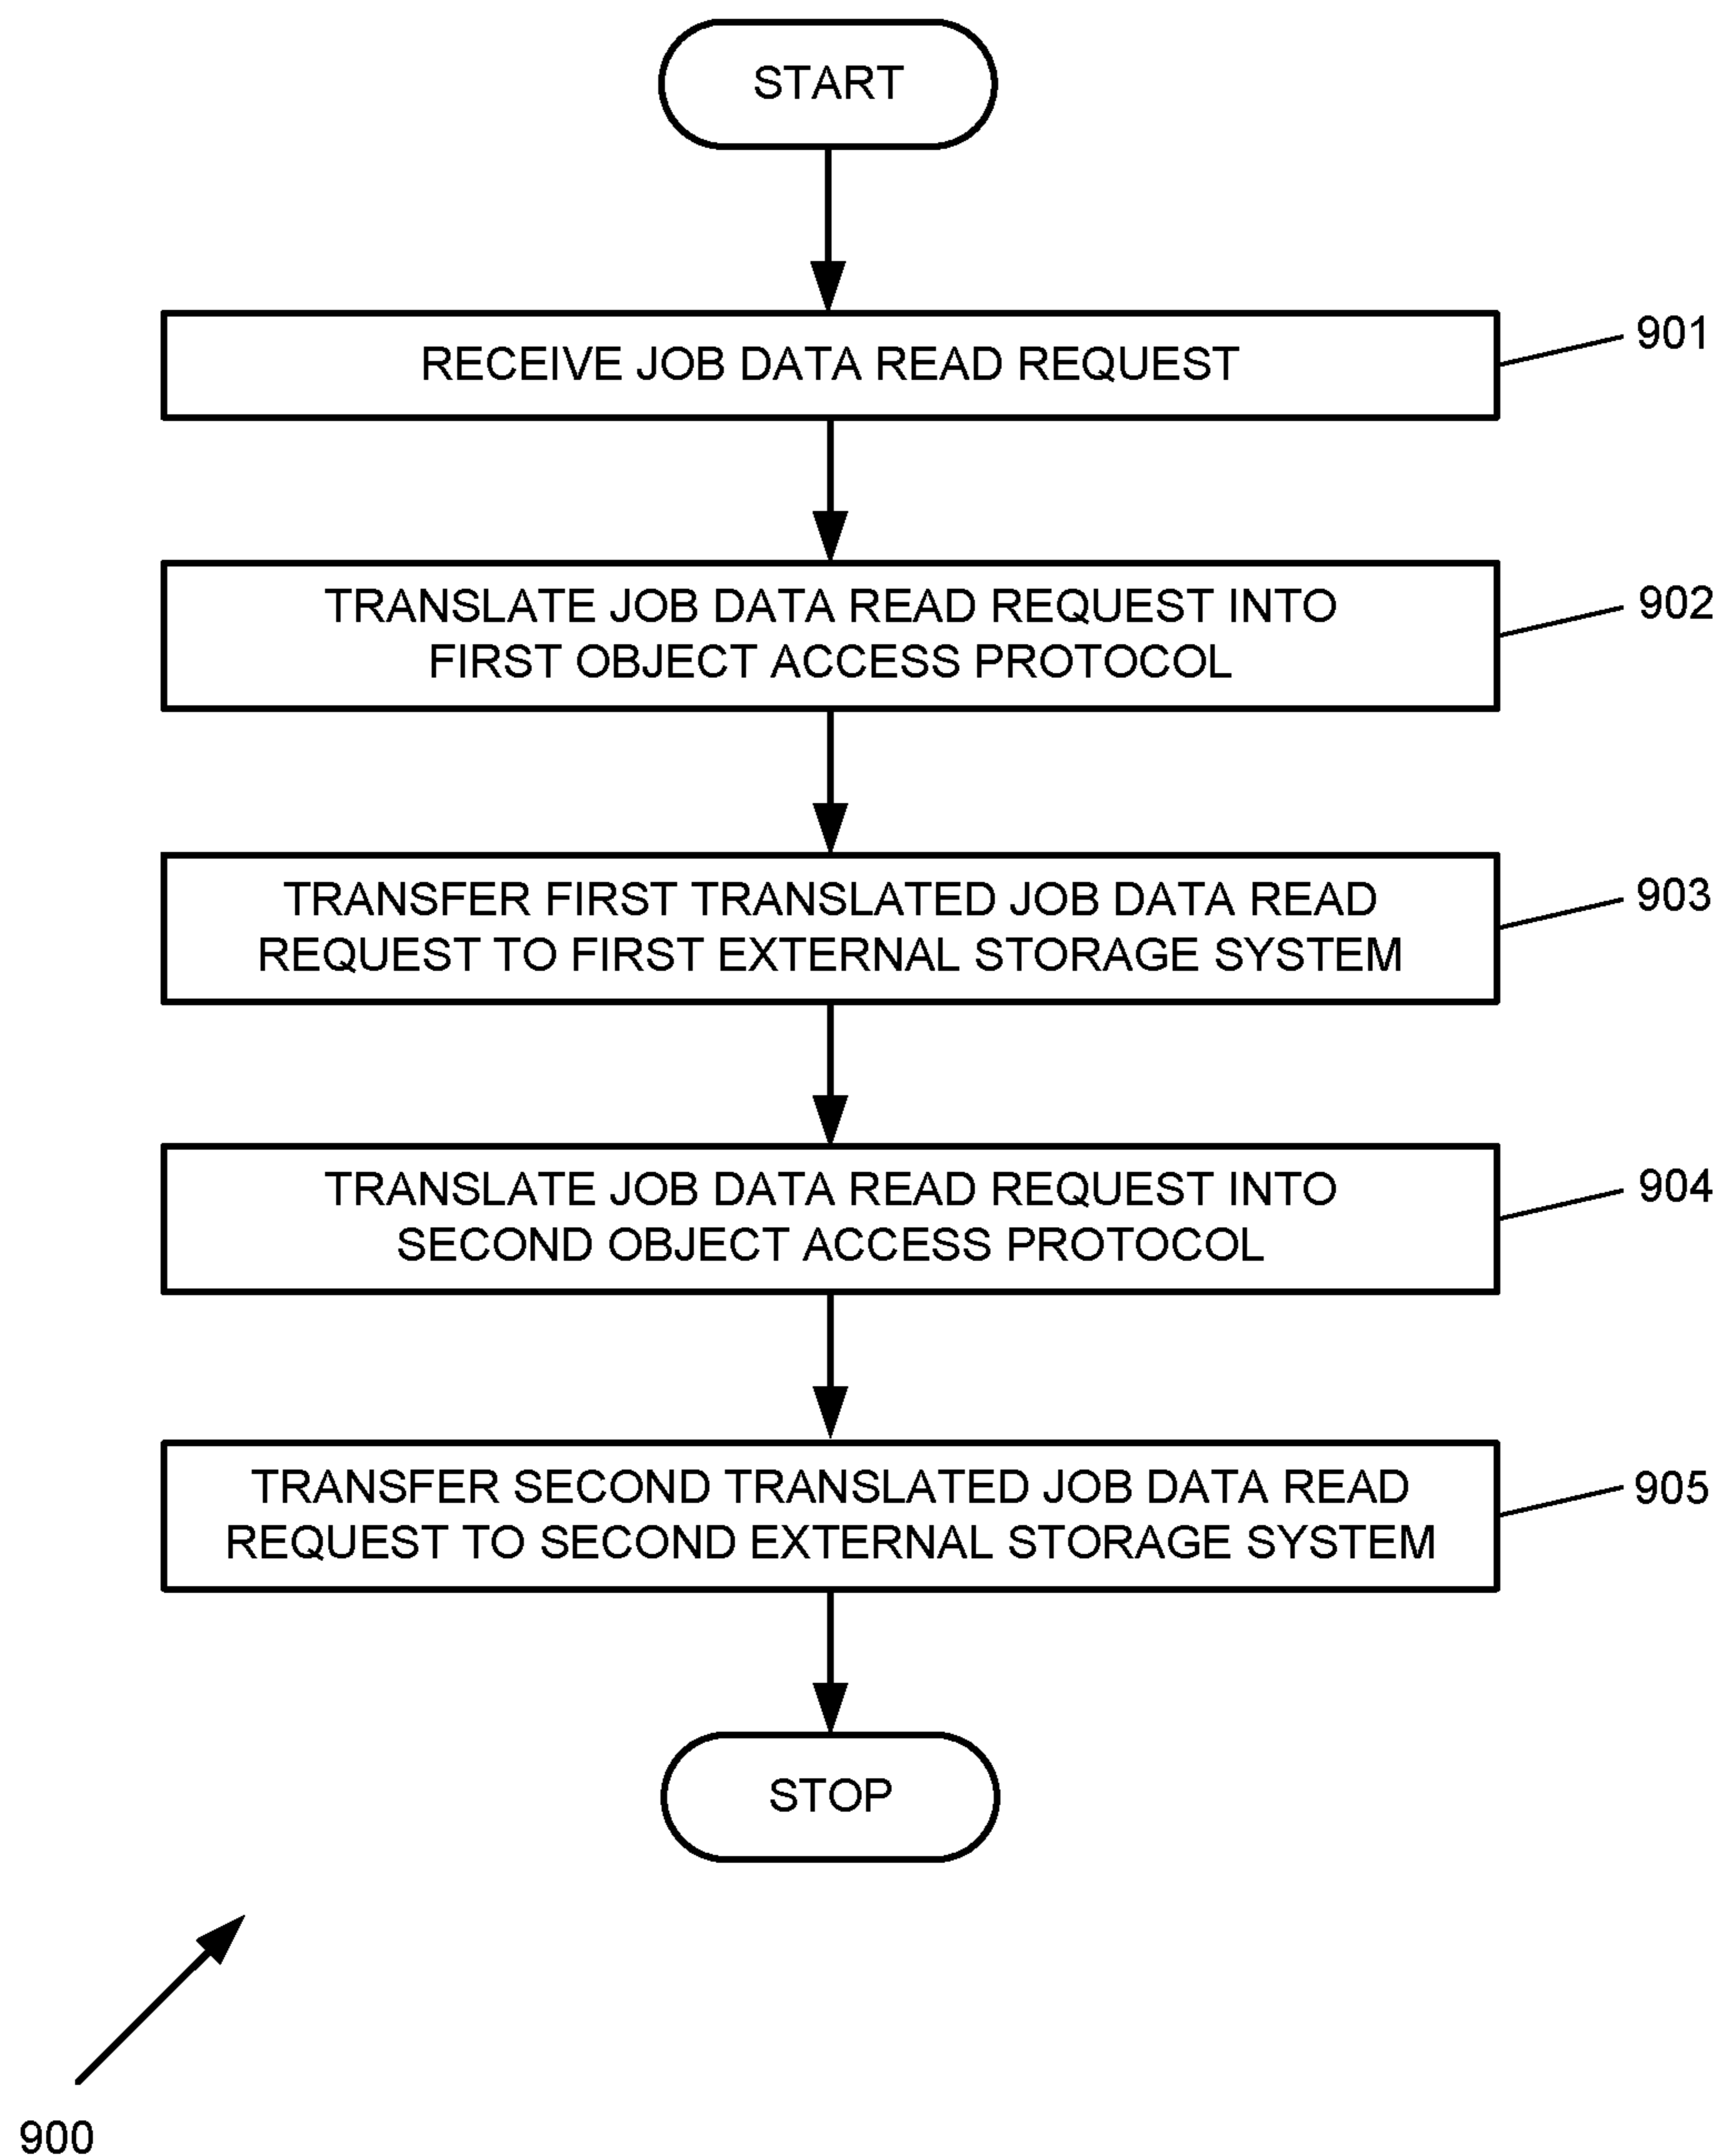 START
RECEIVE JOB DATA READ REQUEST
901
TRANSLATE JOB DATA READ REQUEST INTO
FIRST OBJECT ACCESS PROTOCOL
902
TRANSFER FIRST TRANSLATED JOB DATA READ
REQUEST TO FIRST EXTERNAL STORAGE SYSTEM
903
TRANSLATE JOB DATA READ REQUEST INTO
SECOND OBJECT ACCESS PROTOCOL
904
TRANSFER SECOND TRANSLATED JOB DATA READ
REQUEST TO SECOND EXTERNAL STORAGE SYSTEM
905
STOP
900